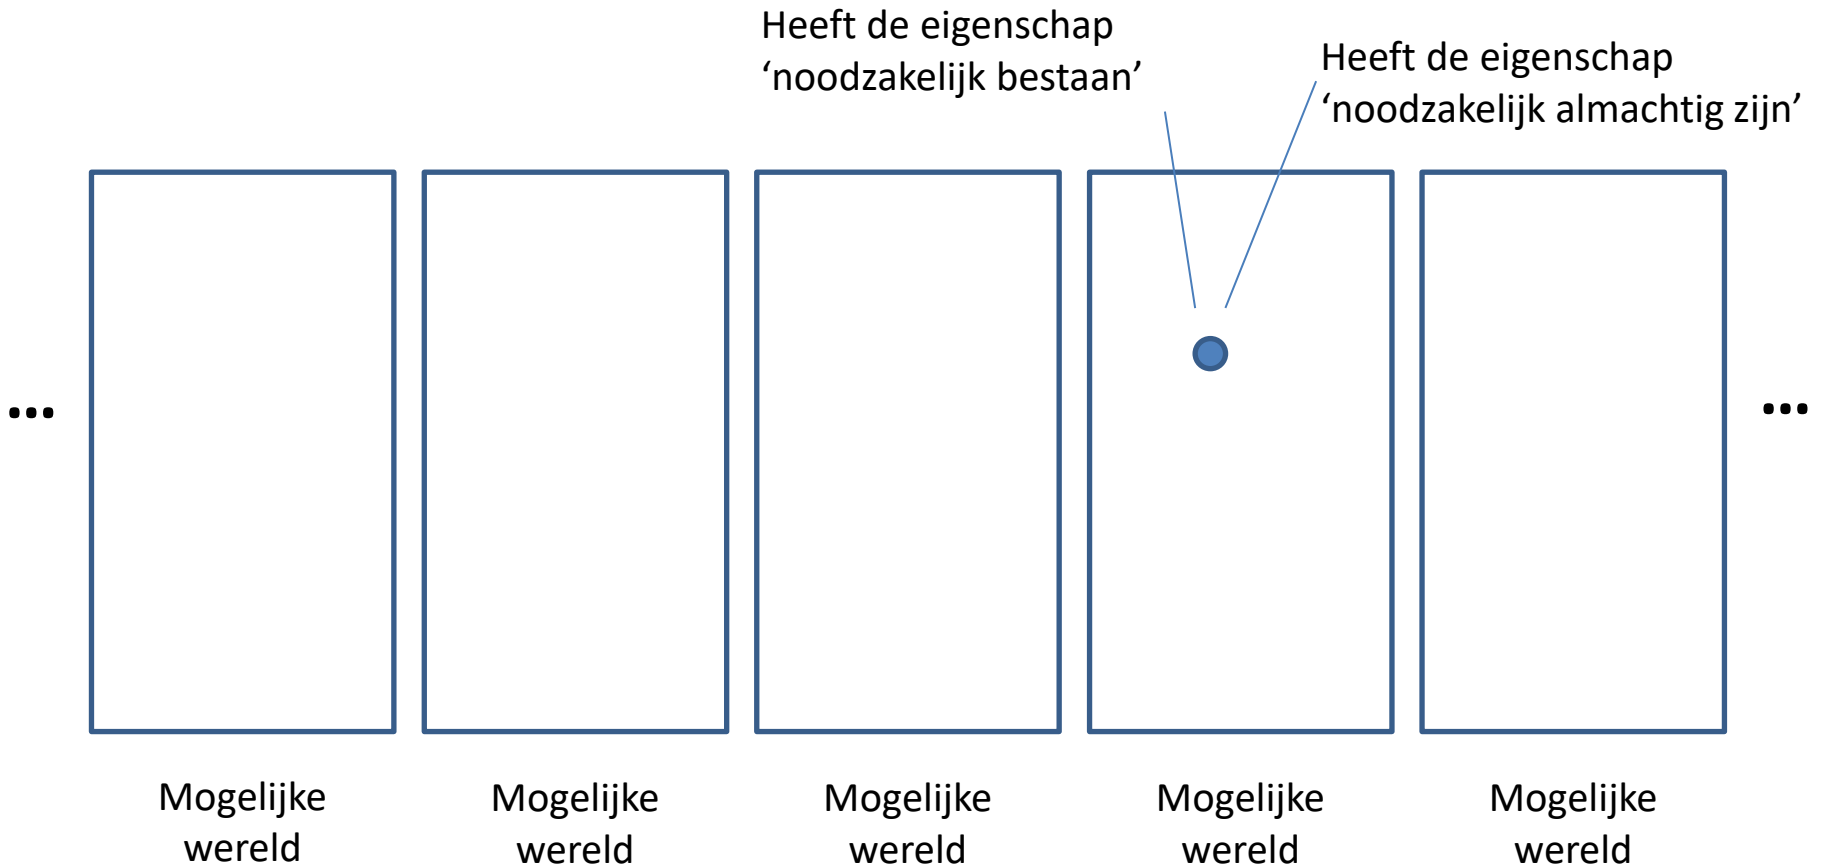 Heeft de eigenschap
‘noodzakelijk bestaan’
Heeft de eigenschap
‘noodzakelijk almachtig zijn’
...
...
Mogelijke
wereld
Mogelijke
wereld
Mogelijke
wereld
Mogelijke
wereld
Mogelijke
wereld